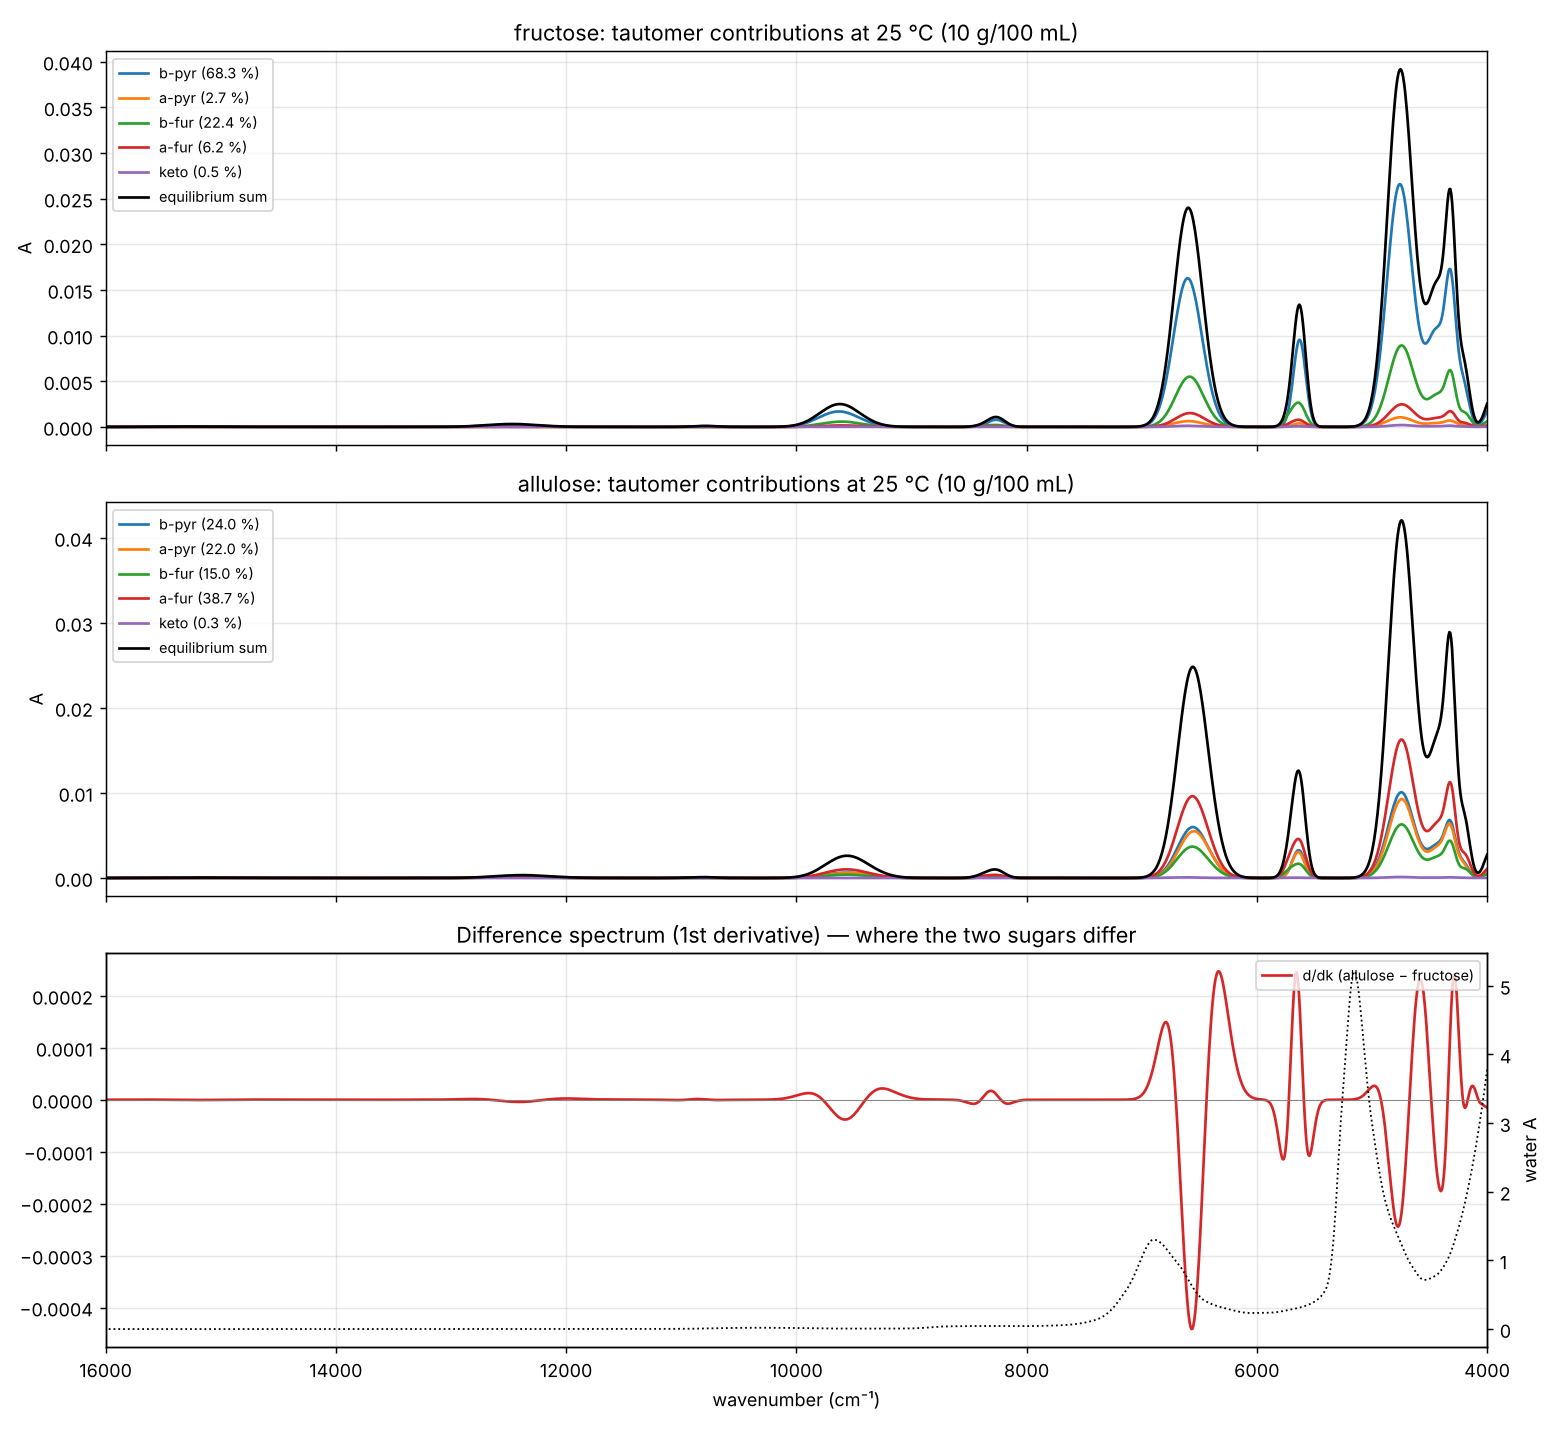 fructose: tautomer contributions at 25 °C (10 g/100 mL)
0.040
0.035
0.030
0.025
0.020
0.015
0.010
0.005
0.000
A
b-pyr (68.3 %)
a-pyr (2.7 %)
b-fur (22.4 %)
a-fur (6.2 %)
keto (0.5 %)
equilibrium sum
allulose: tautomer contributions at 25 °C (10 g/100 mL)
0.04
0.03
0.02
0.01
0.00
A
b-pyr (24.0 %)
a-pyr (22.0 %)
b-fur (15.0 %)
a-fur (38.7 %)
keto (0.3 %)
equilibrium sum
Difference spectrum (1st derivative) — where the two sugars differ
0.0002
0.0001
0.0000
−0.0001
−0.0002
−0.0003
−0.0004
d/dk (allulose − fructose)
5
4
3
2
1
0
water A
16000 14000 12000 10000 8000 6000 4000
wavenumber (cm⁻¹)